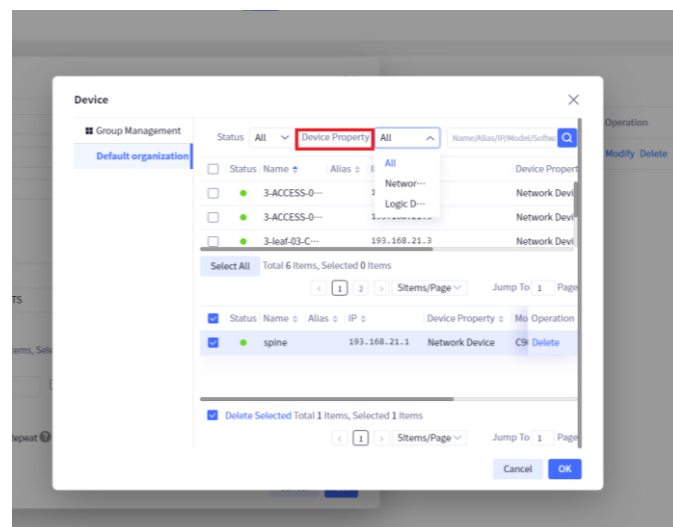 Device
Group Management
Default organization
Status All Device Property All Name/Alias/IP/Model/Softw
Status Name Alias Device Propert
All
Networ···
Logic D···
3-ACCESS-0··· Network Devi
3-ACCESS-0··· Network Devi
3-leaf-03-C··· 193.168.21.3 Network Devi
Select All Total 6 Items, Selected 0 Items
< 1 2 > 5Items/Page Jump To 1 Page
Status Name Alias IP Device Property Mo Operation
spine 193.168.21.1 Network Device C9 Delete
Delete Selected Total 1 Items, Selected 1 Items
< 1 > 5Items/Page Jump To 1 Page
Cancel OK
Operation
Modify Delete
TS
ems, Sele
Repeat